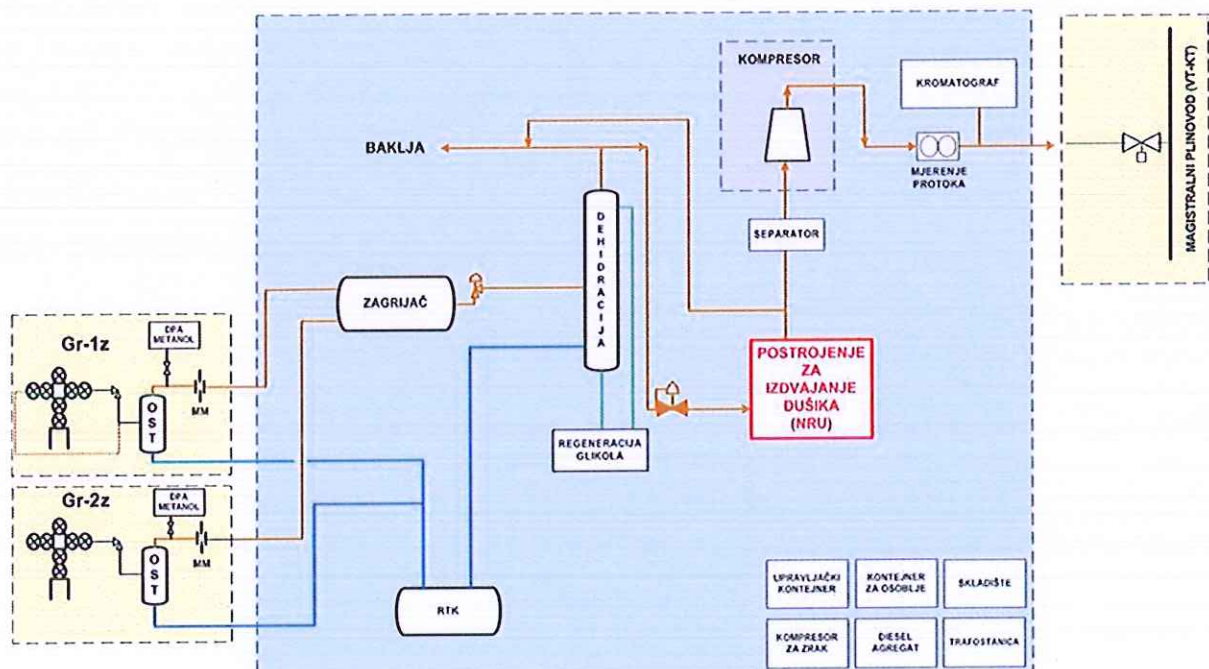 KOMPRESOR
KROMATOGRAF
BAKLJA
MJERENJE
PROTOKA
MAGISTRALNI PLINOVOD (VT-KT)
DEHIDRACIJA
SEPARATOR
ZAGRIJAČ
Gr-1z
DPA
METANOL
OST
MM
POSTROJENJE
ZA
IZDVAJANJE
DUŠIKA
(NRU)
REGENERACIJA
GLIKOLA
Gr-2z
DPA
METANOL
OST
MM
RTK
UPRAVLJAČKI
KONTEJNER
KONTEJNER
ZA OSOBLJE
SKLADIŠTE
KOMPRESOR
ZA ZRAK
DIESEL
AGREGAT
TRAFOSTANICA